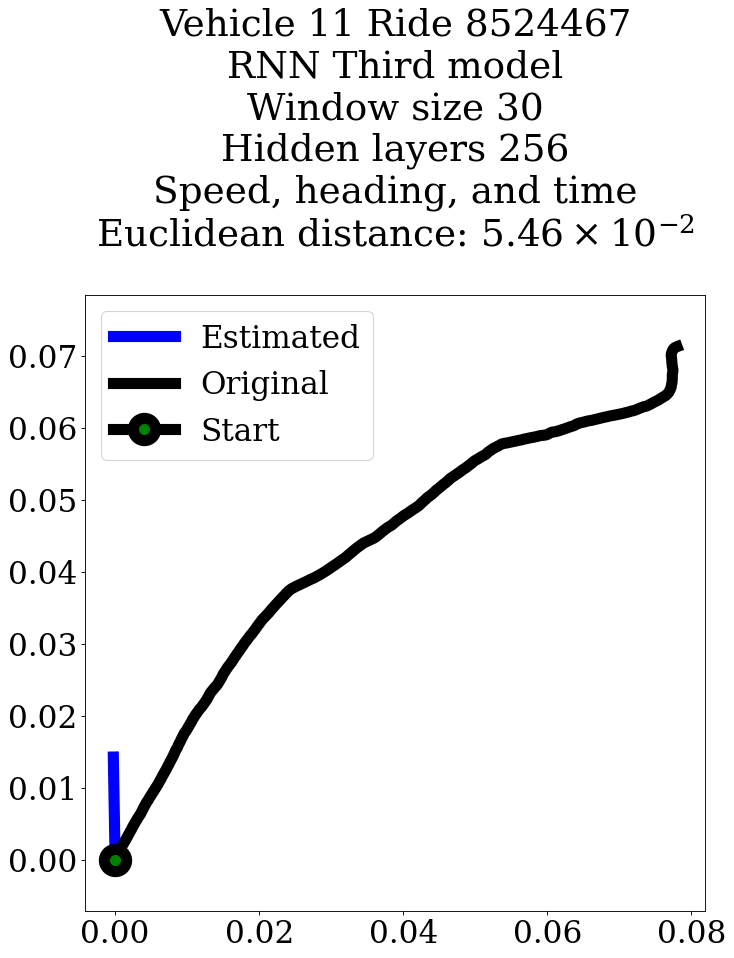 Vehicle 11 Ride 8524467
RNN Third model
Window size 30
Hidden layers 256
Speed, heading, and time
Euclidean distance: 5.46 × 10⁻²
Estimated
Original
Start
0.07
0.06
0.05
0.04
0.03
0.02
0.01
0.00
0.00 0.02 0.04 0.06 0.08